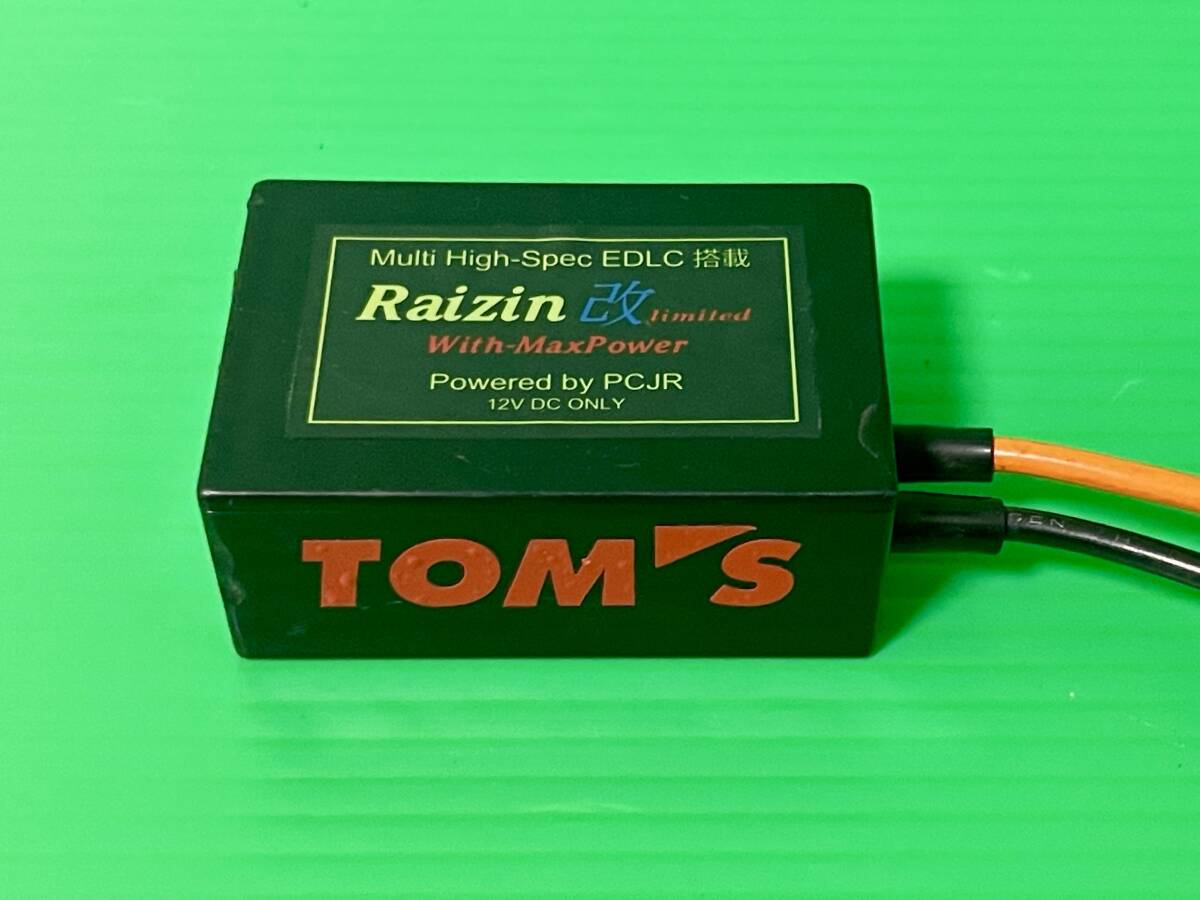 Multi High-Spec EDLC 搭載
Raizin 改 limited
With-MaxPower
Powered by PCJR
12V DC ONLY
TOM'S